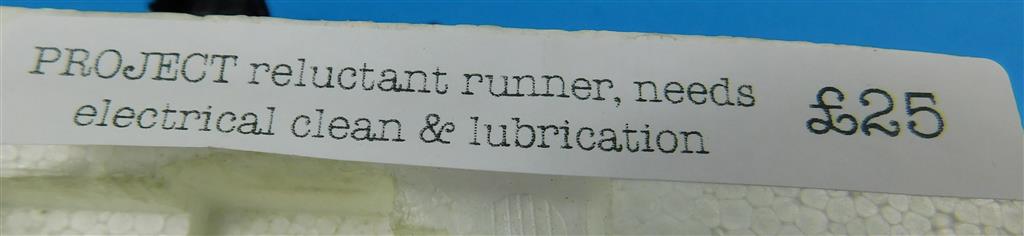 PROJECT reluctant runner, needs
electrical clean & lubrication
£25